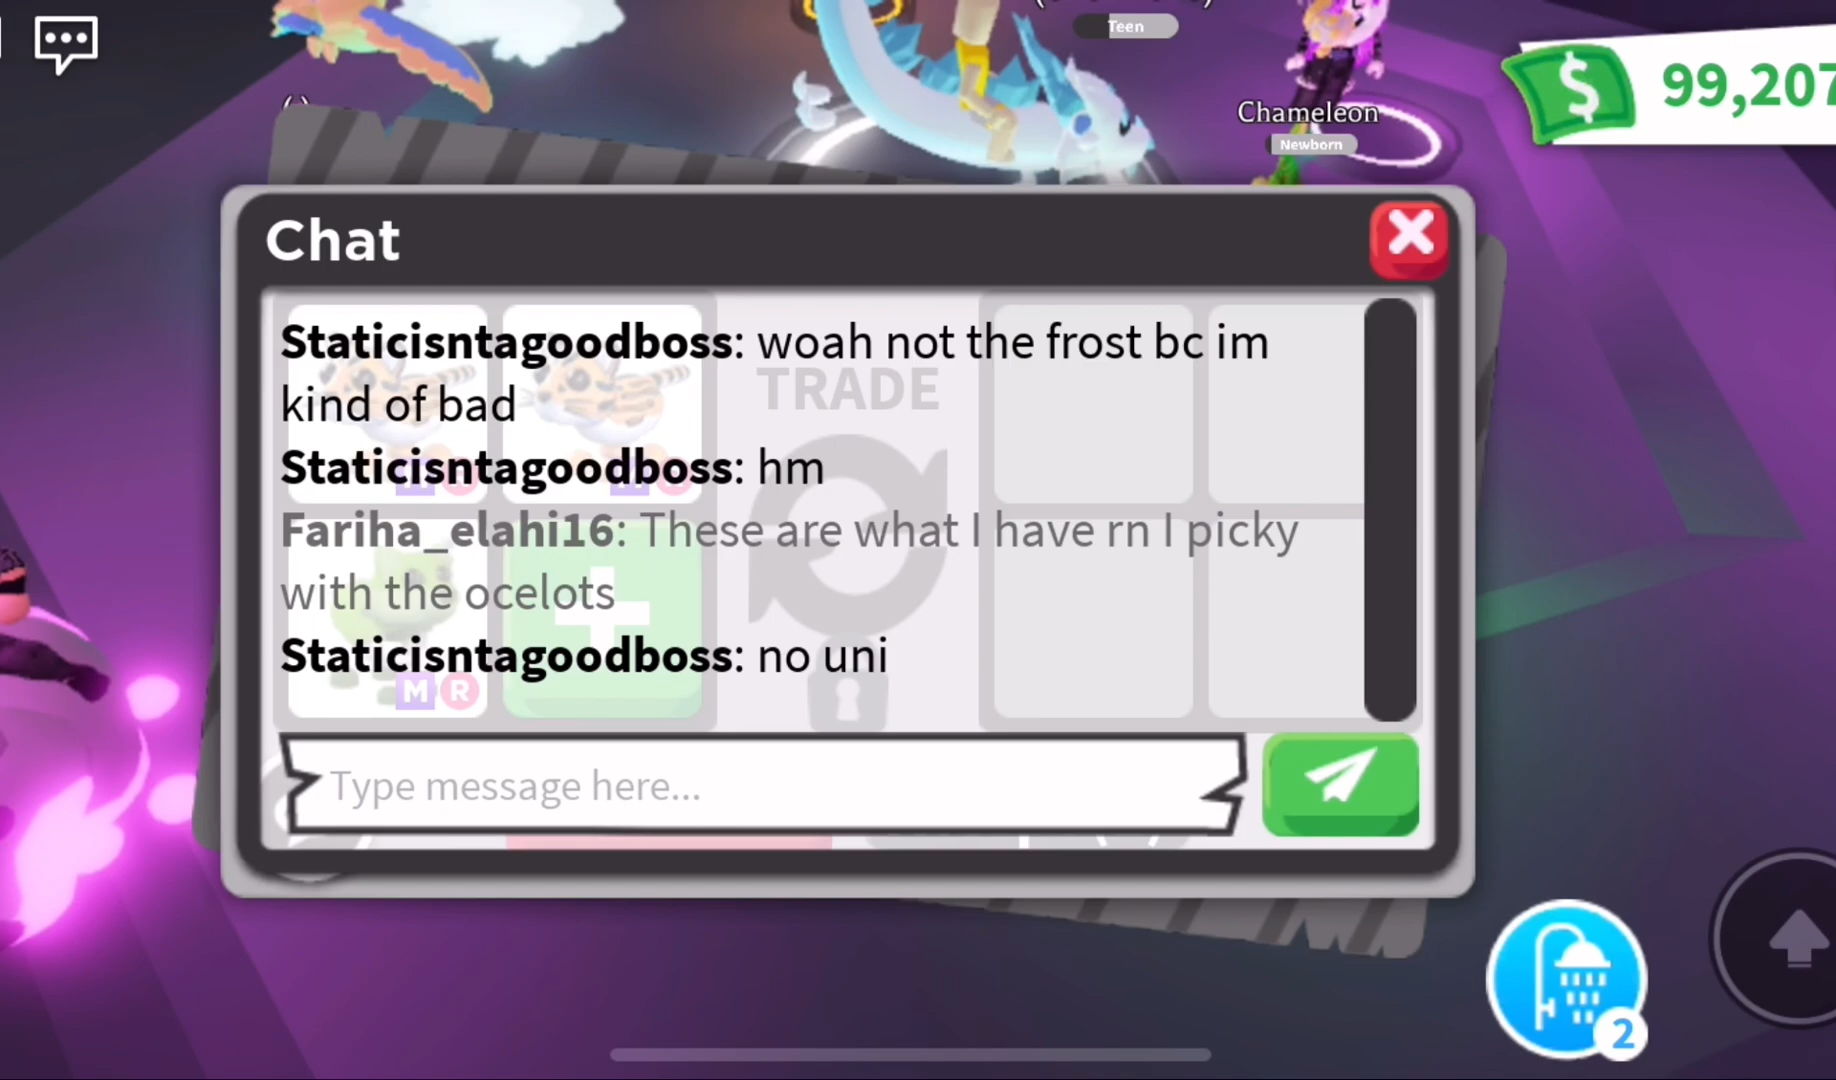 Teen
99,207
Chameleon
Newborn
Chat
Staticisntagoodboss: woah not the frost bc im
kind of bad
TRADE
Staticisntagoodboss: hm
Fariha_elahi16: These are what I have rn I picky
with the ocelots
Staticisntagoodboss: no uni
M R
Type message here...
2